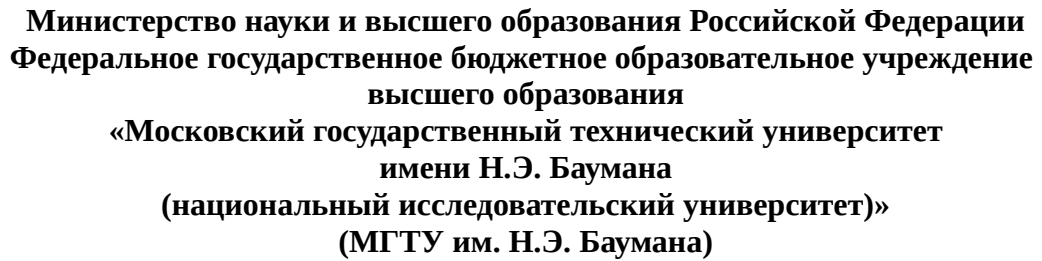 Министерство науки и высшего образования Российской Федерации
Федеральное государственное бюджетное образовательное учреждение
высшего образования
«Московский государственный технический университет
имени Н.Э. Баумана
(национальный исследовательский университет)»
(МГТУ им. Н.Э. Баумана)